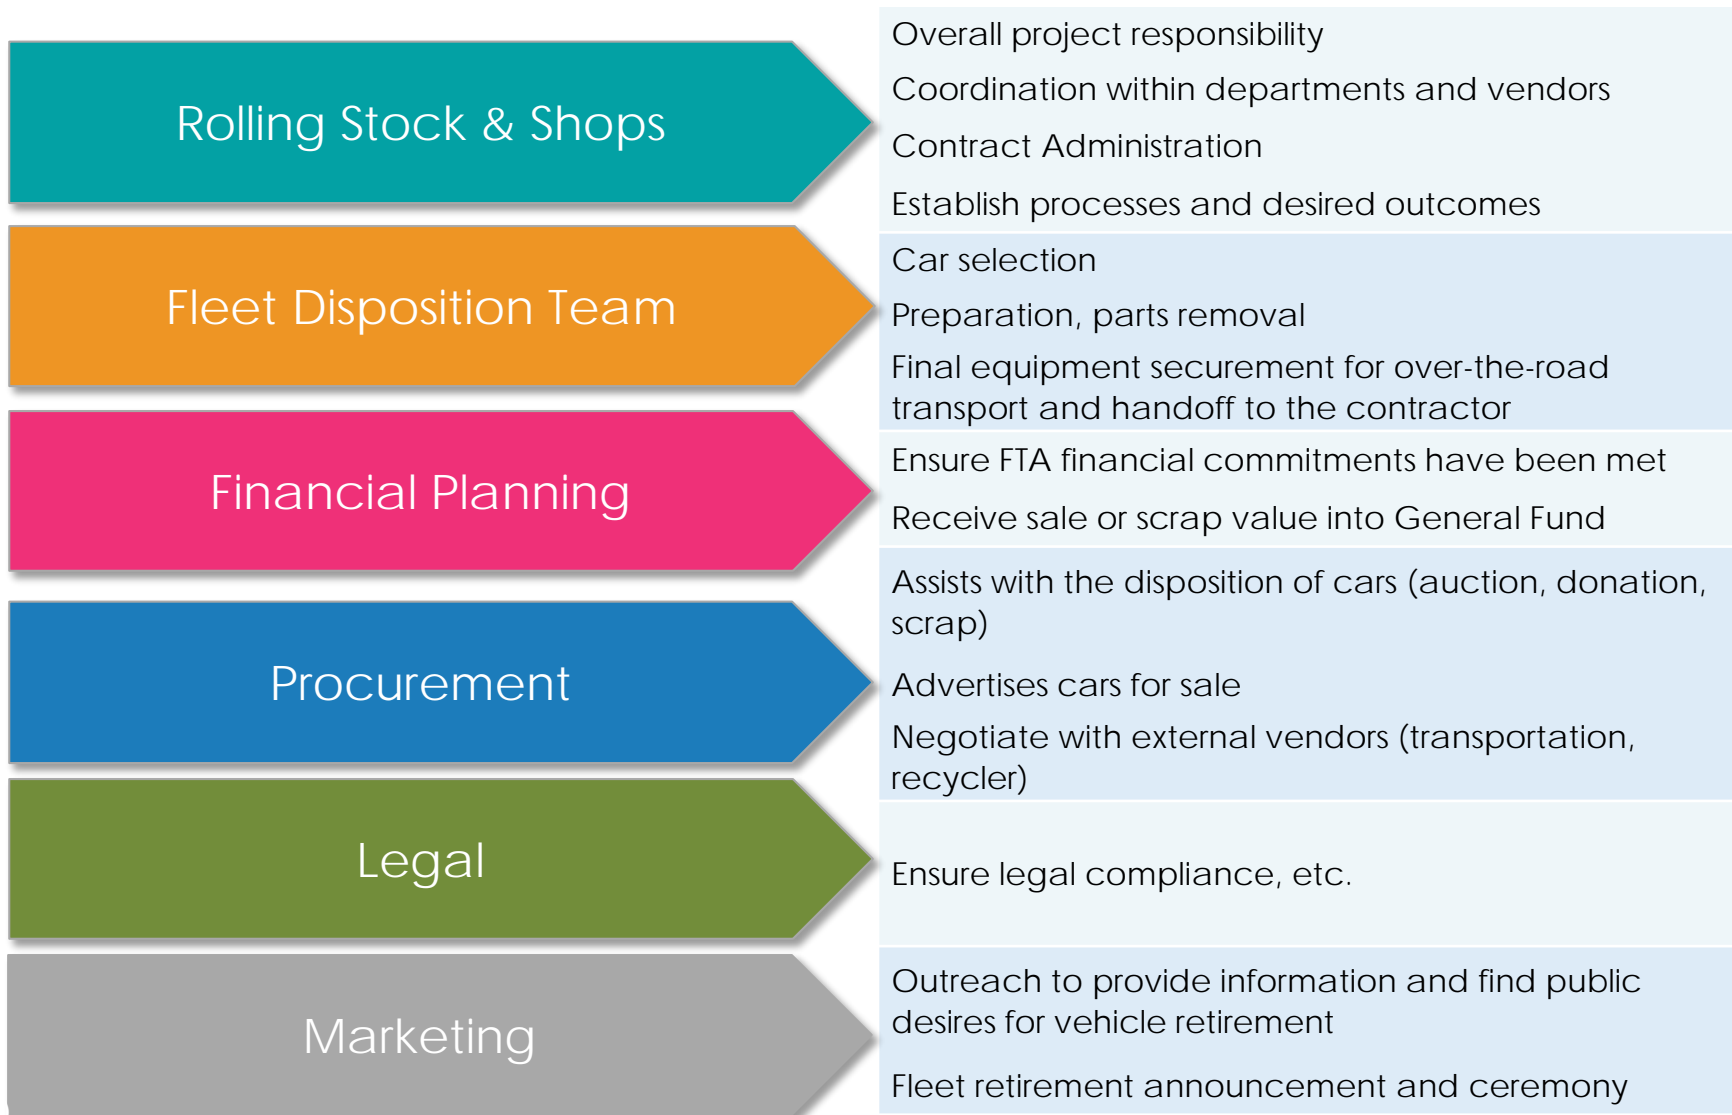 Rolling Stock & Shops
Overall project responsibility
Coordination within departments and vendors
Contract Administration
Establish processes and desired outcomes
Fleet Disposition Team
Car selection
Preparation, parts removal
Final equipment securement for over-the-road
transport and handoff to the contractor
Financial Planning
Ensure FTA financial commitments have been met
Receive sale or scrap value into General Fund
Procurement
Assists with the disposition of cars (auction, donation,
scrap)
Advertises cars for sale
Negotiate with external vendors (transportation,
recycler)
Legal
Ensure legal compliance, etc.
Marketing
Outreach to provide information and find public
desires for vehicle retirement
Fleet retirement announcement and ceremony